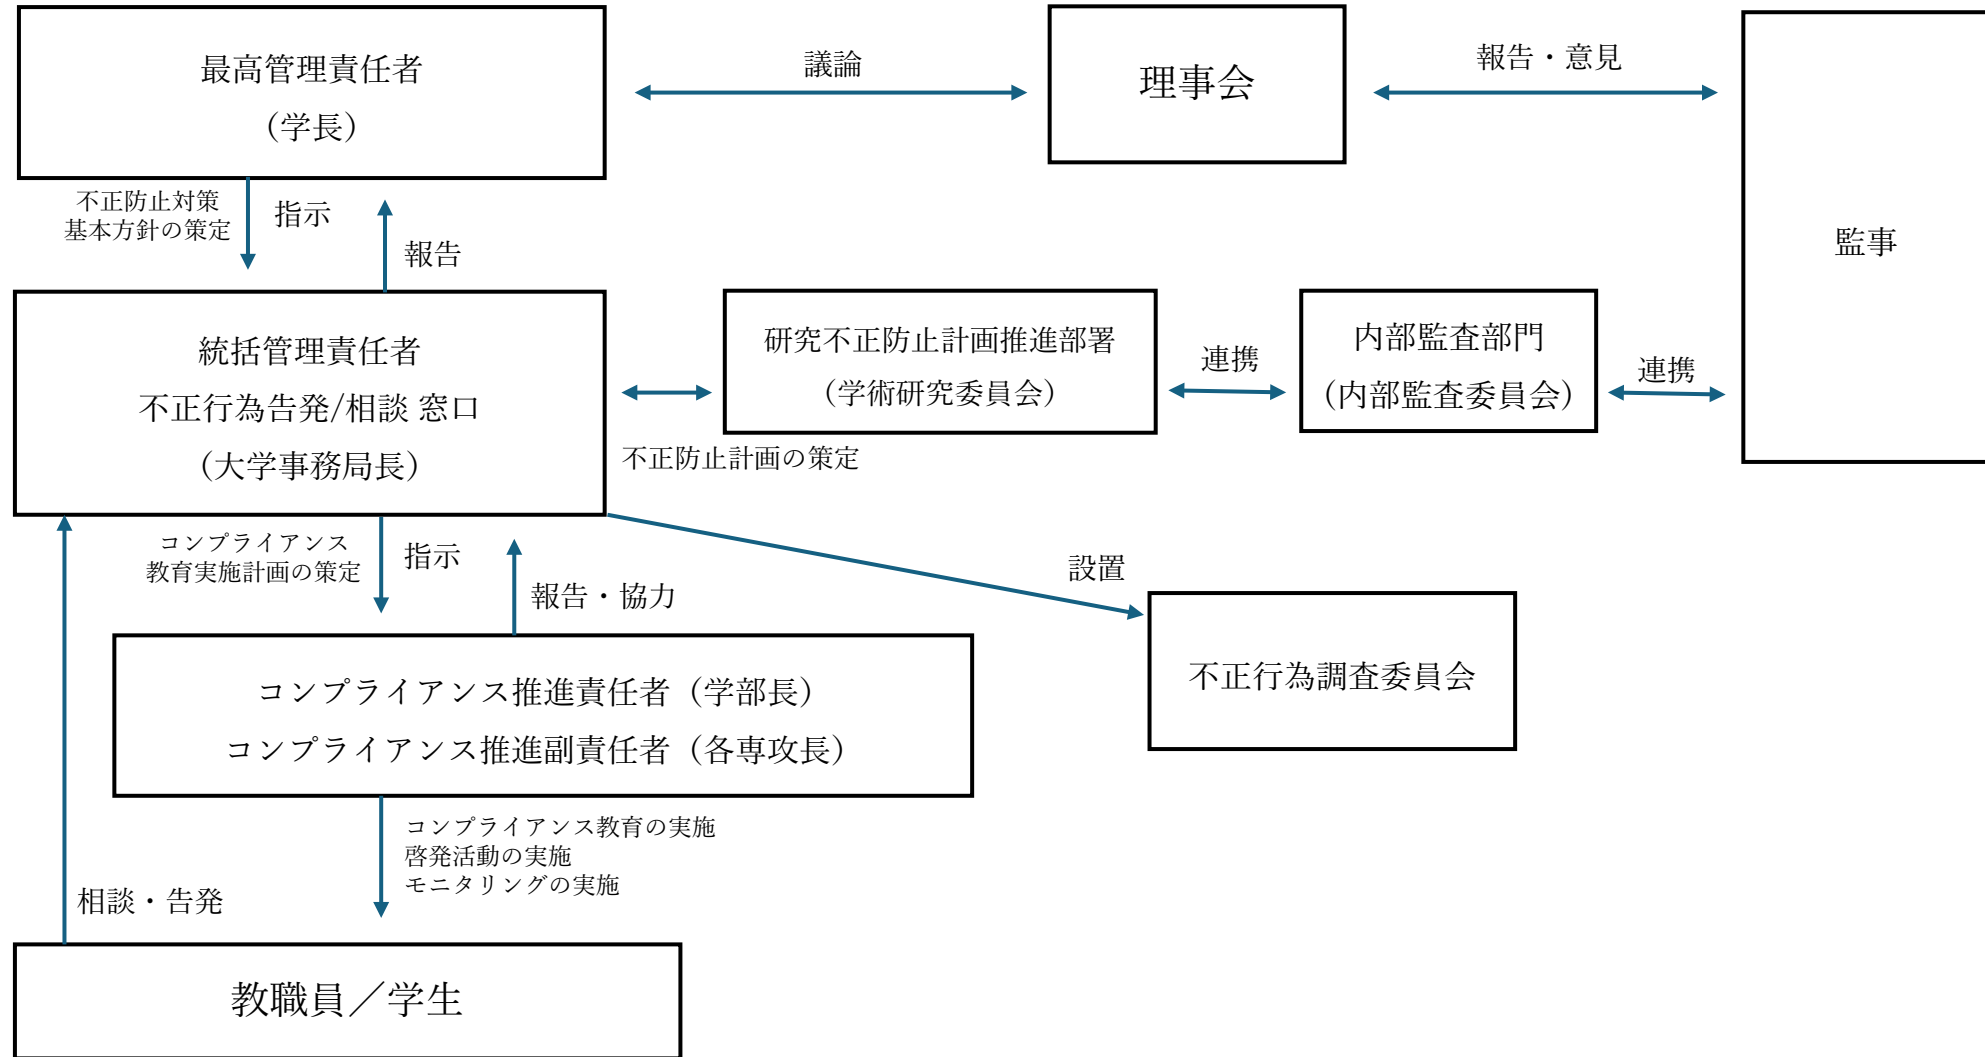 最高管理責任者
（学長）
議論
理事会
報告・意見
監事
不正防止対策
基本方針の策定
指示
報告
統括管理責任者
不正行為告発/相談 窓口
（大学事務局長）
研究不正防止計画推進部署
（学術研究委員会）
連携
内部監査部門
（内部監査委員会）
連携
不正防止計画の策定
コンプライアンス
教育実施計画の策定
指示
報告・協力
設置
不正行為調査委員会
コンプライアンス推進責任者（学部長）
コンプライアンス推進副責任者（各専攻長）
コンプライアンス教育の実施
啓発活動の実施
モニタリングの実施
相談・告発
教職員／学生